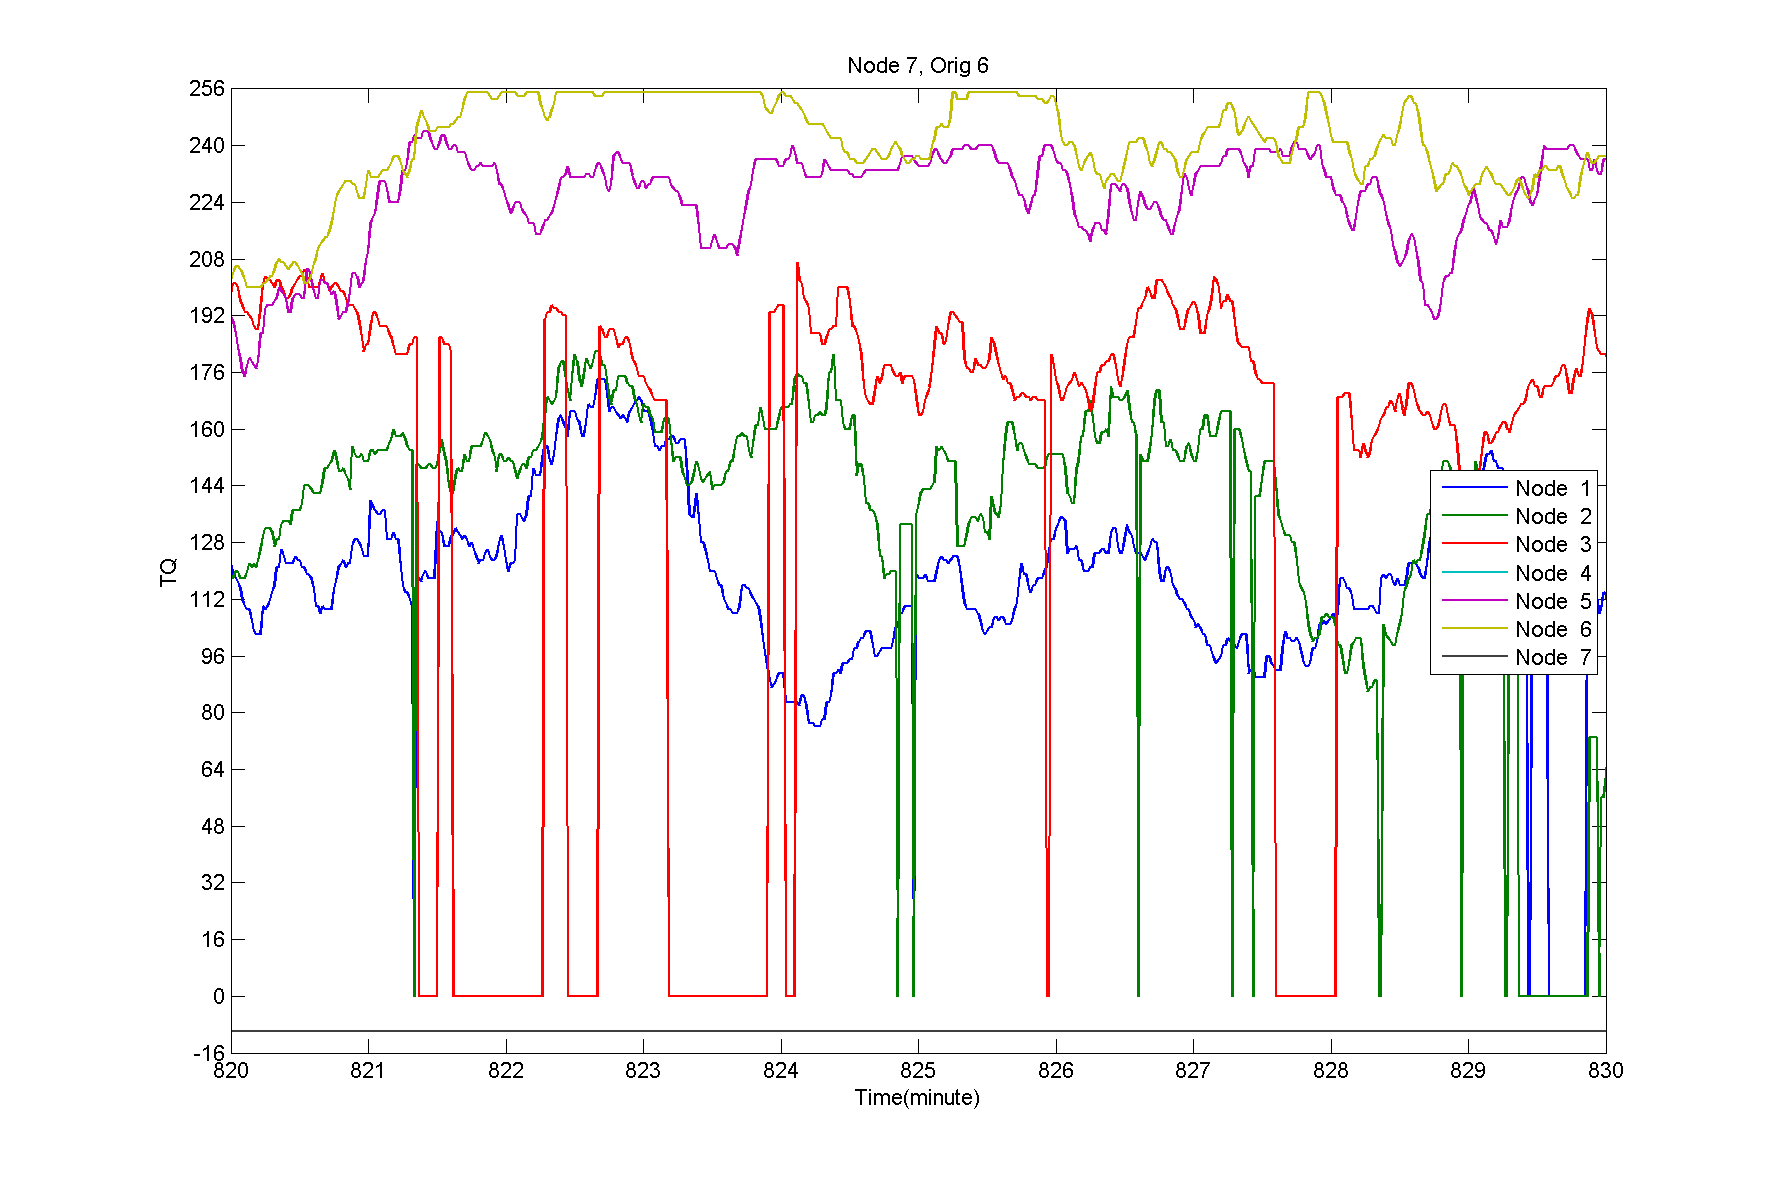 Node 7, Orig 6
256
240
224
208
192
176
160
144
128
112
96
80
64
48
32
16
0
-16
TQ
820 821 822 823 824 825 826 827 828 829 830
Time(minute)
Node 1
Node 2
Node 3
Node 4
Node 5
Node 6
Node 7